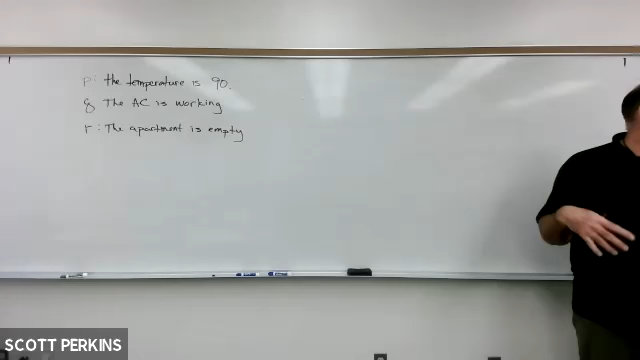 p: the temperature is 90.
q The AC is working
r: The apartment is empty
SCOTT PERKINS